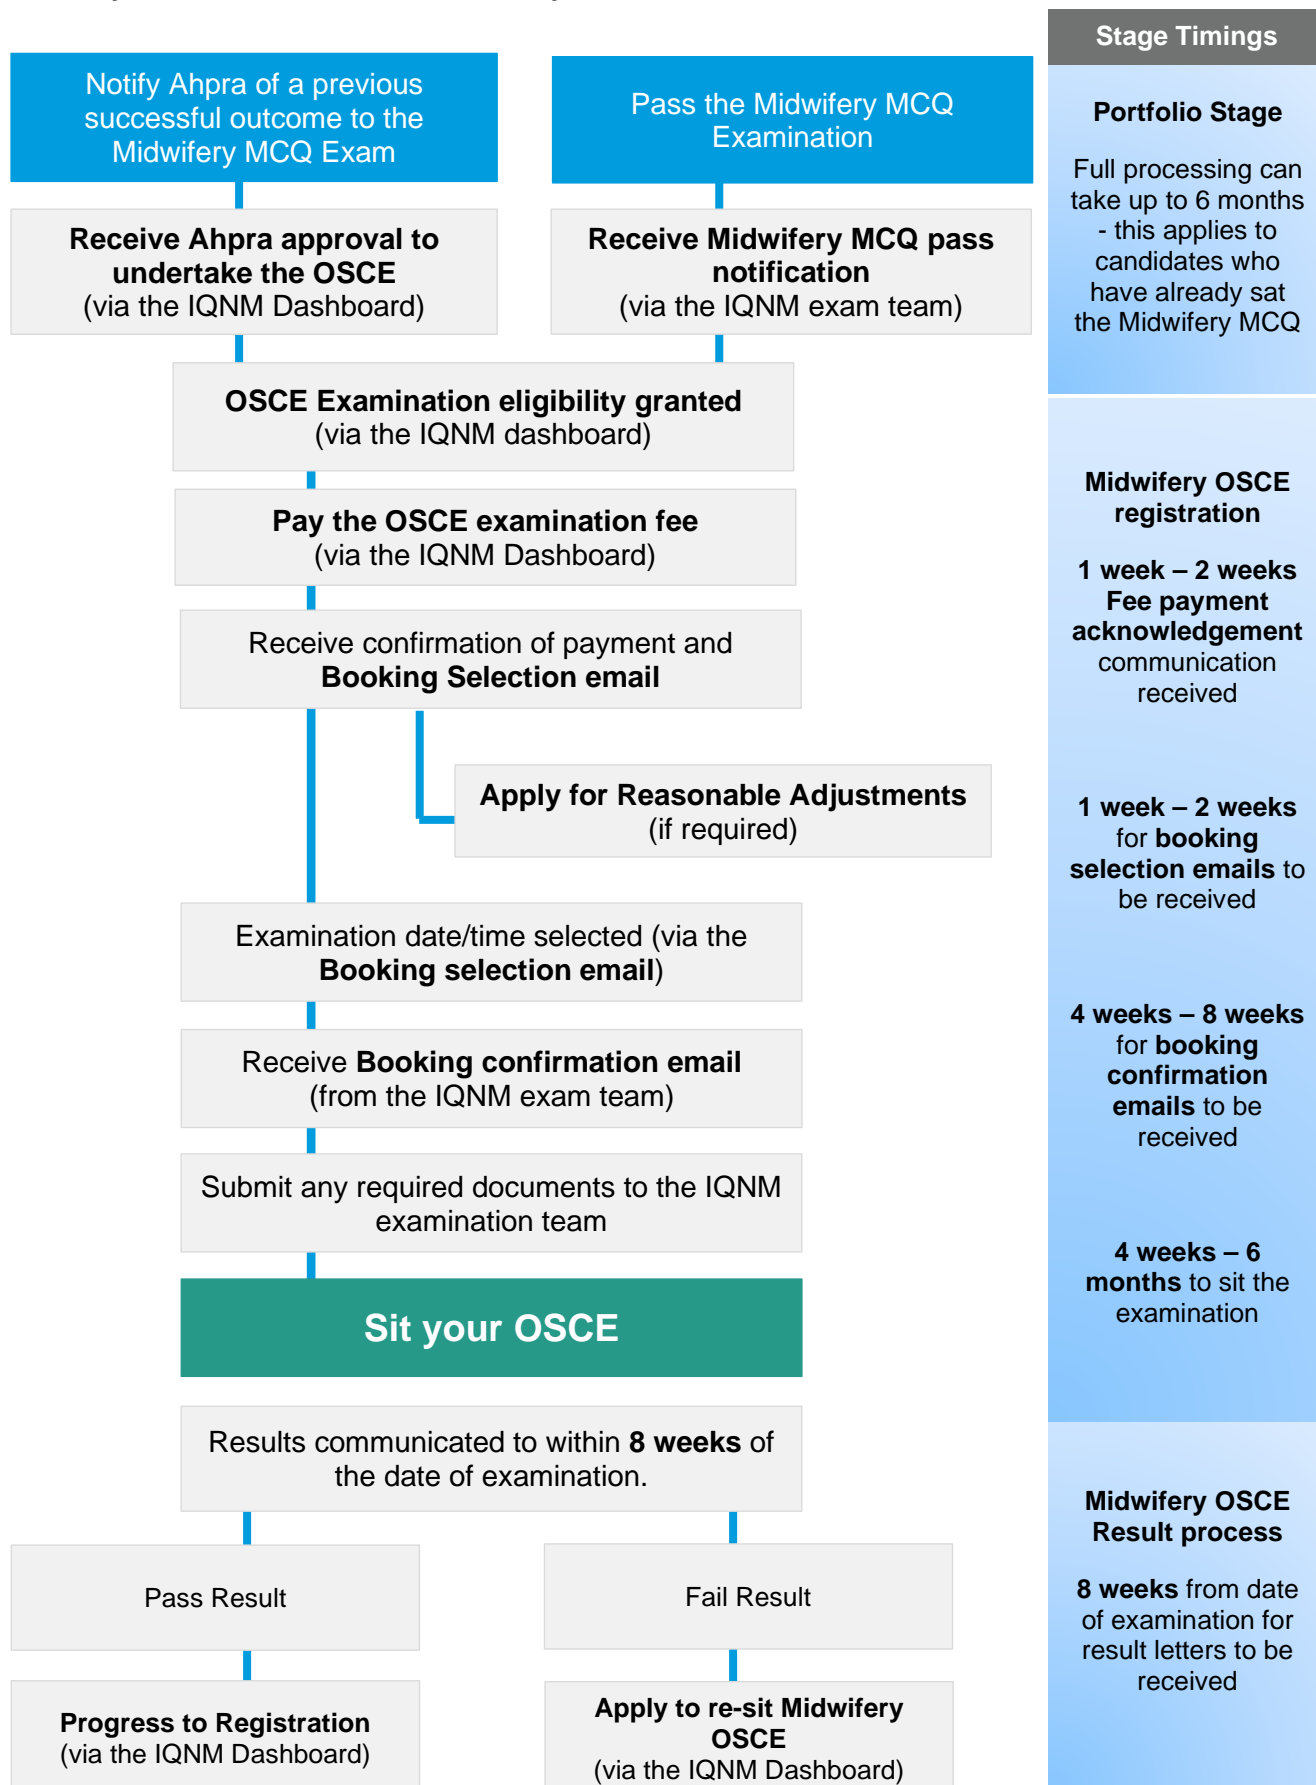 Notify Ahpra of a previous
successful outcome to the
Midwifery MCQ Exam
Pass the Midwifery MCQ
Examination
Receive Ahpra approval to
undertake the OSCE
(via the IQNM Dashboard)
Receive Midwifery MCQ pass
notification
(via the IQNM exam team)
OSCE Examination eligibility granted
(via the IQNM dashboard)
Pay the OSCE examination fee
(via the IQNM Dashboard)
Receive confirmation of payment and
Booking Selection email
Apply for Reasonable Adjustments
(if required)
Examination date/time selected (via the
Booking selection email)
Receive Booking confirmation email
(from the IQNM exam team)
Submit any required documents to the IQNM
examination team
Sit your OSCE
Results communicated to within 8 weeks of
the date of examination.
Pass Result
Fail Result
Progress to Registration
(via the IQNM Dashboard)
Apply to re-sit Midwifery
OSCE
(via the IQNM Dashboard)
Stage Timings
Portfolio Stage
Full processing can
take up to 6 months
- this applies to
candidates who
have already sat
the Midwifery MCQ
Midwifery OSCE
registration
1 week – 2 weeks
Fee payment
acknowledgement
communication
received
1 week – 2 weeks
for booking
selection emails to
be received
4 weeks – 8 weeks
for booking
confirmation
emails to be
received
4 weeks – 6
months to sit the
examination
Midwifery OSCE
Result process
8 weeks from date
of examination for
result letters to be
received